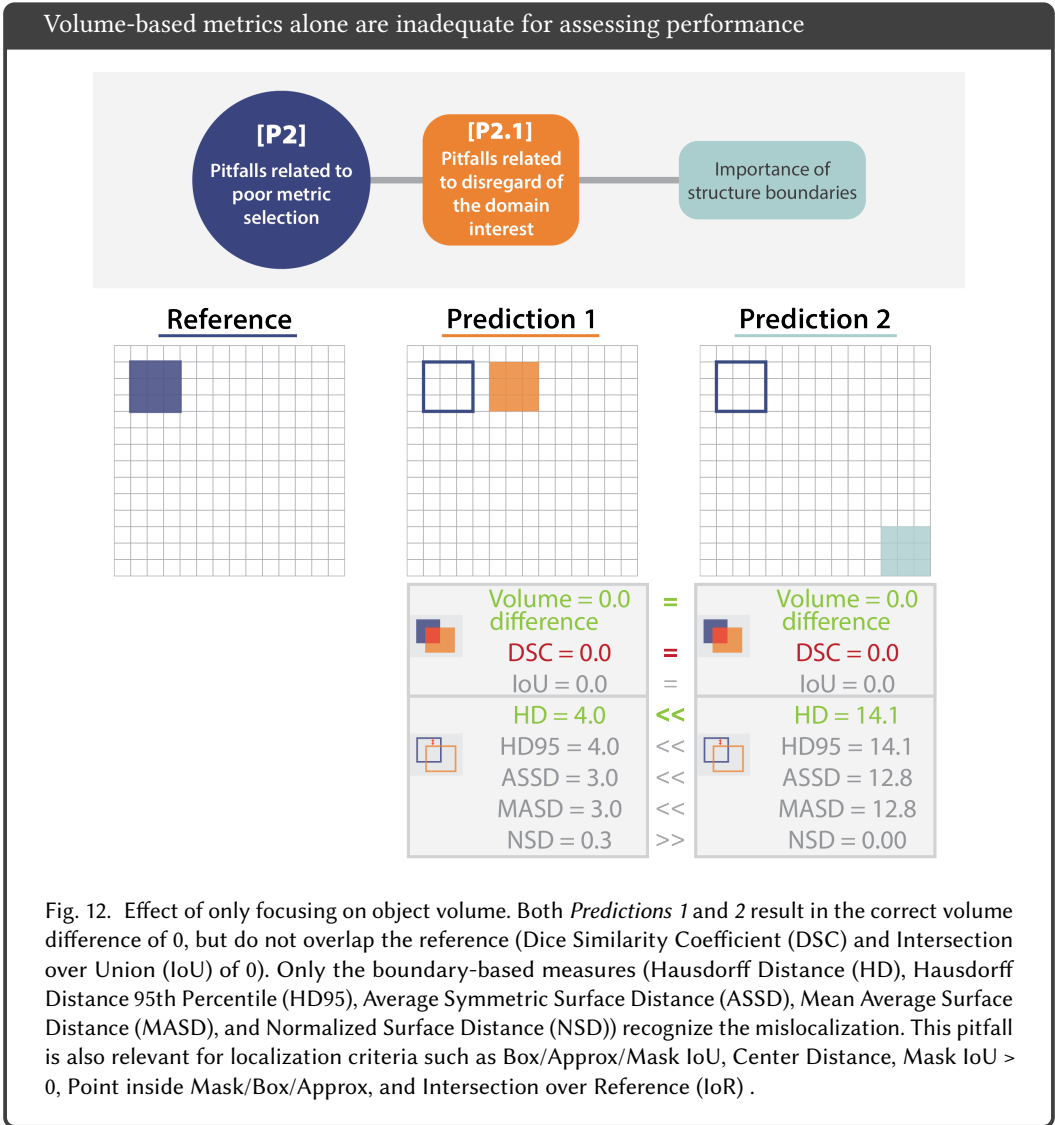 Volume-based metrics alone are inadequate for assessing performance
[P2]
Pitfalls related to
poor metric
selection
[P2.1]
Pitfalls related
to disregard of
the domain
interest
Importance of
structure boundaries
Reference
Prediction 1
Prediction 2
Volume = 0.0
difference
=
Volume = 0.0
difference
DSC = 0.0
=
DSC = 0.0
IoU = 0.0
=
IoU = 0.0
HD = 4.0
<<
HD = 14.1
HD95 = 4.0
<<
HD95 = 14.1
ASSD = 3.0
<<
ASSD = 12.8
MASD = 3.0
<<
MASD = 12.8
NSD = 0.3
>>
NSD = 0.00
Fig. 12. Effect of only focusing on object volume. Both Predictions 1 and 2 result in the correct volume
difference of 0, but do not overlap the reference (Dice Similarity Coefficient (DSC) and Intersection
over Union (IoU) of 0). Only the boundary-based measures (Hausdorff Distance (HD), Hausdorff
Distance 95th Percentile (HD95), Average Symmetric Surface Distance (ASSD), Mean Average Surface
Distance (MASD), and Normalized Surface Distance (NSD)) recognize the mislocalization. This pitfall
is also relevant for localization criteria such as Box/Approx/Mask IoU, Center Distance, Mask IoU >
0, Point inside Mask/Box/Approx, and Intersection over Reference (IoR) .